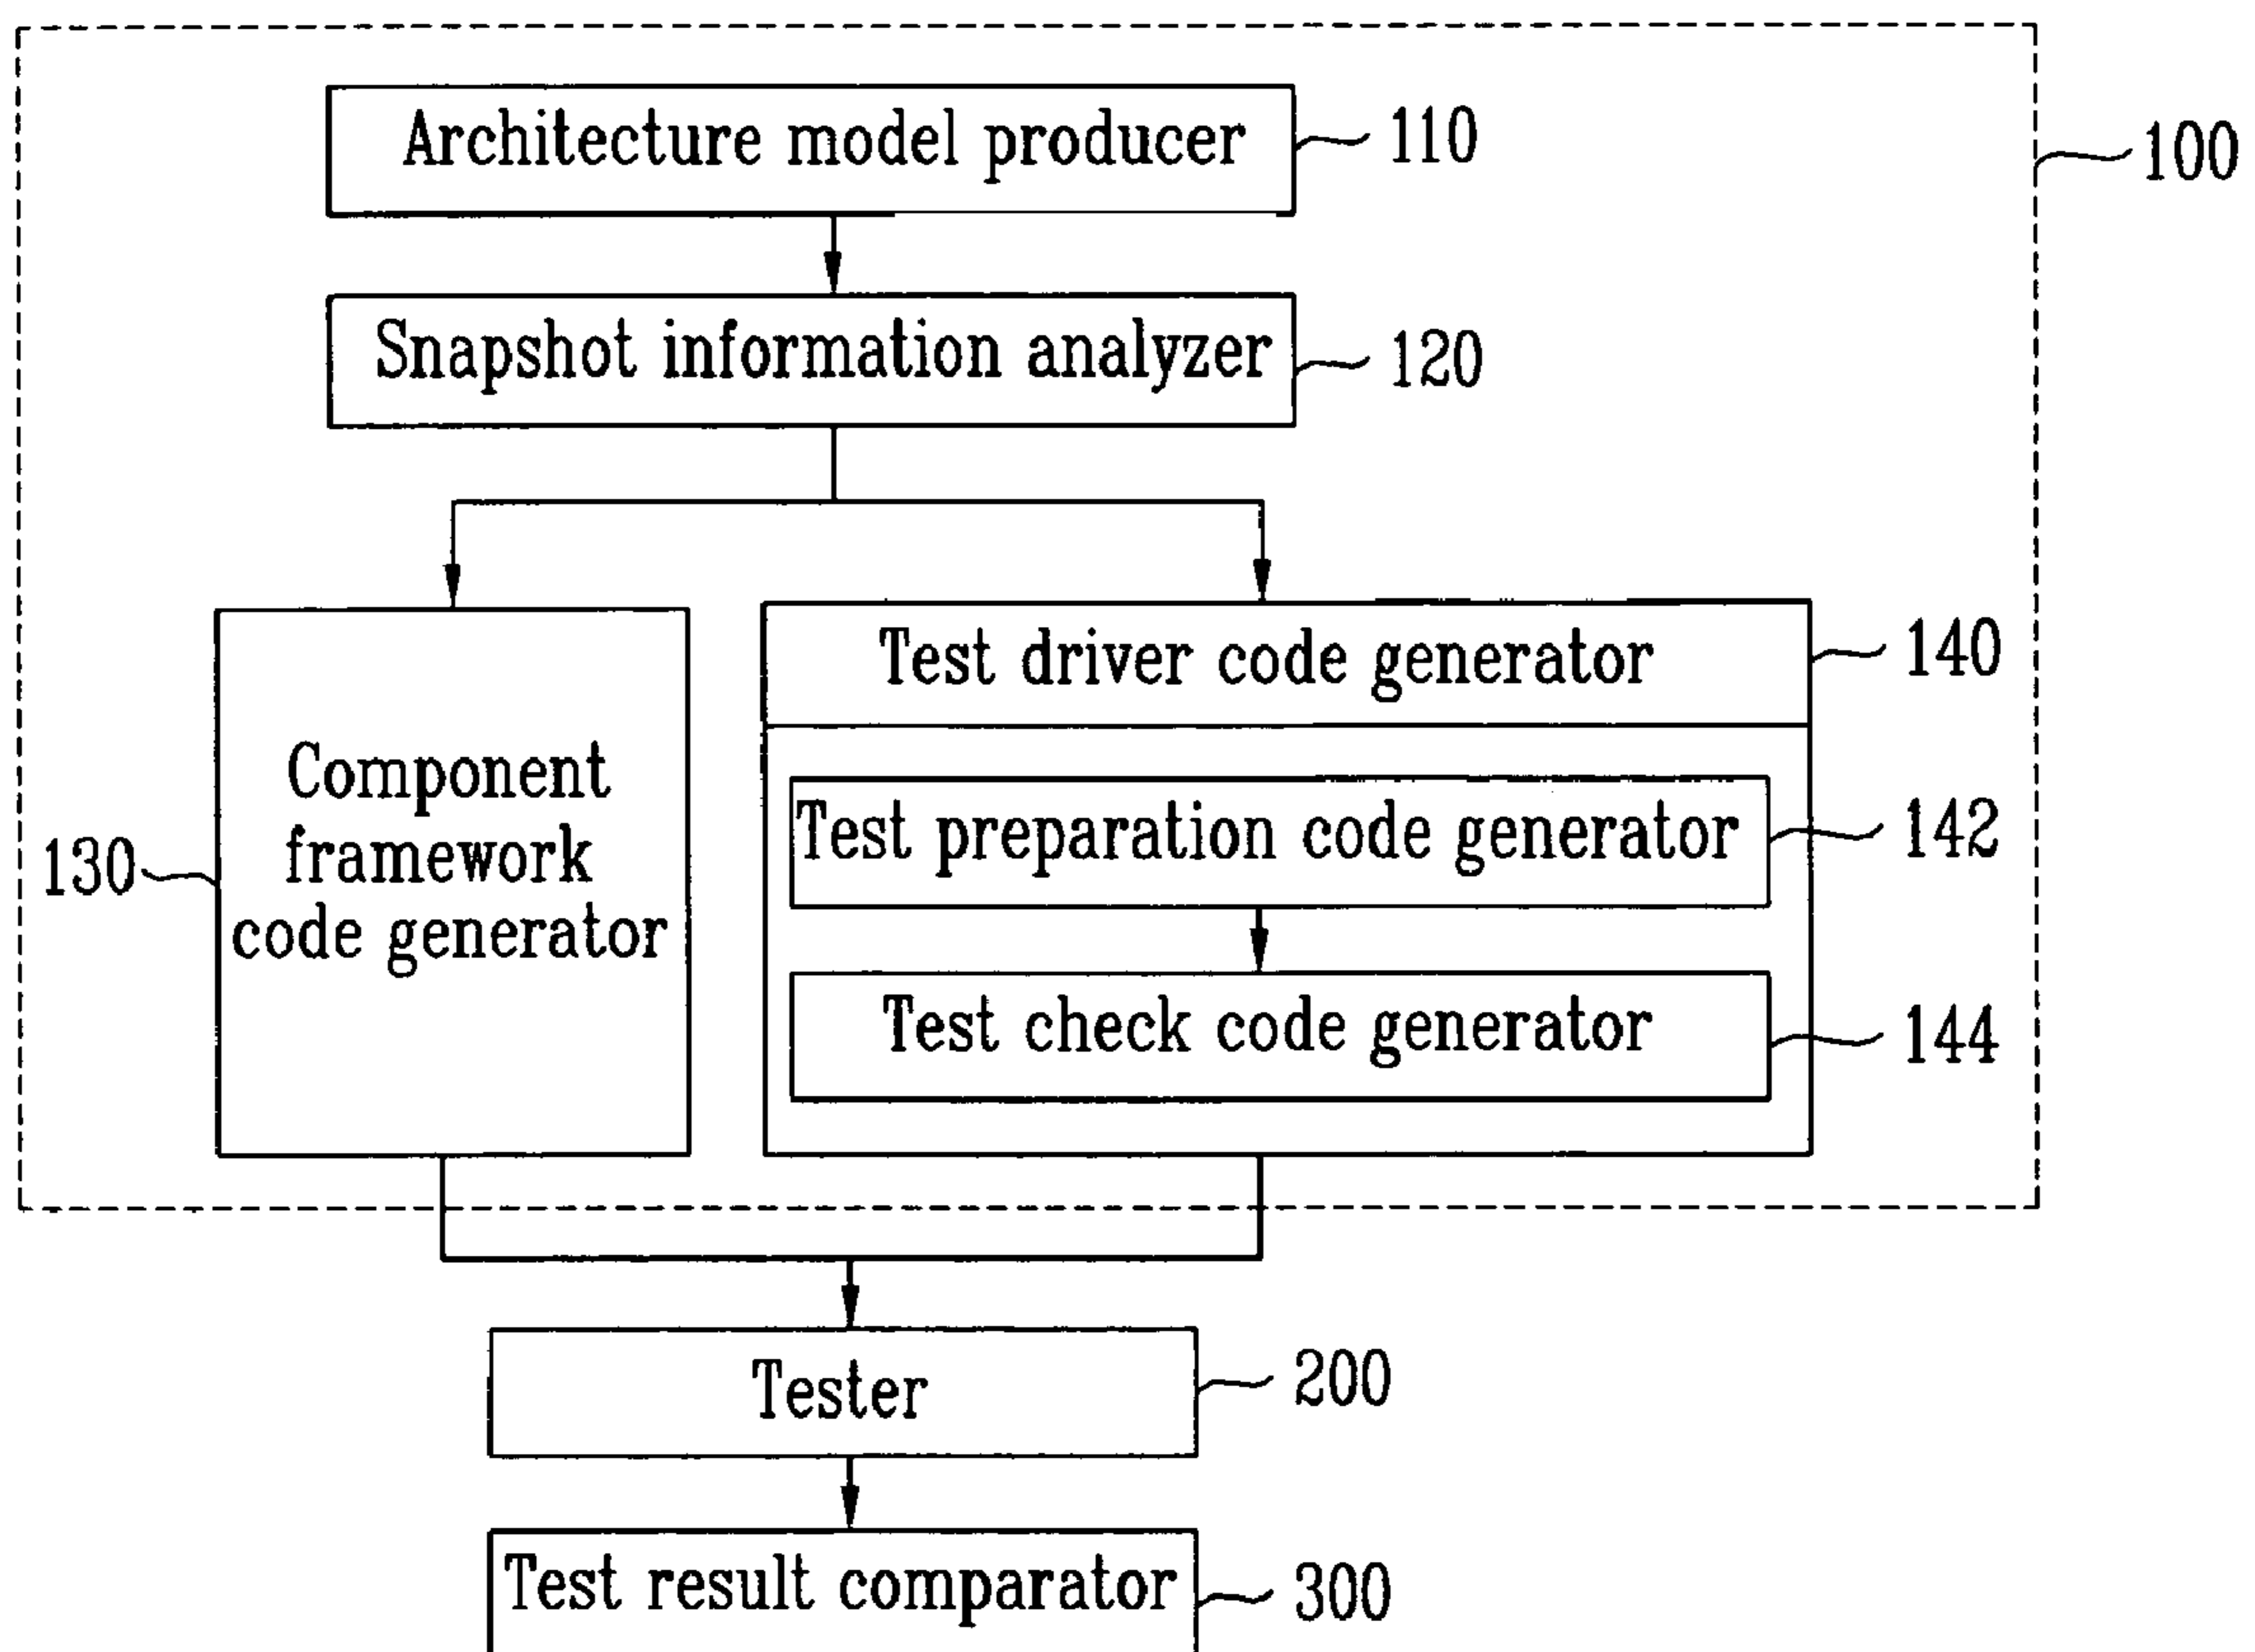 Architecture model producer
110
100
Snapshot information analyzer
120
Test driver code generator
140
Component
framework
code generator
130
Test preparation code generator
142
Test check code generator
144
Tester
200
Test result comparator
300